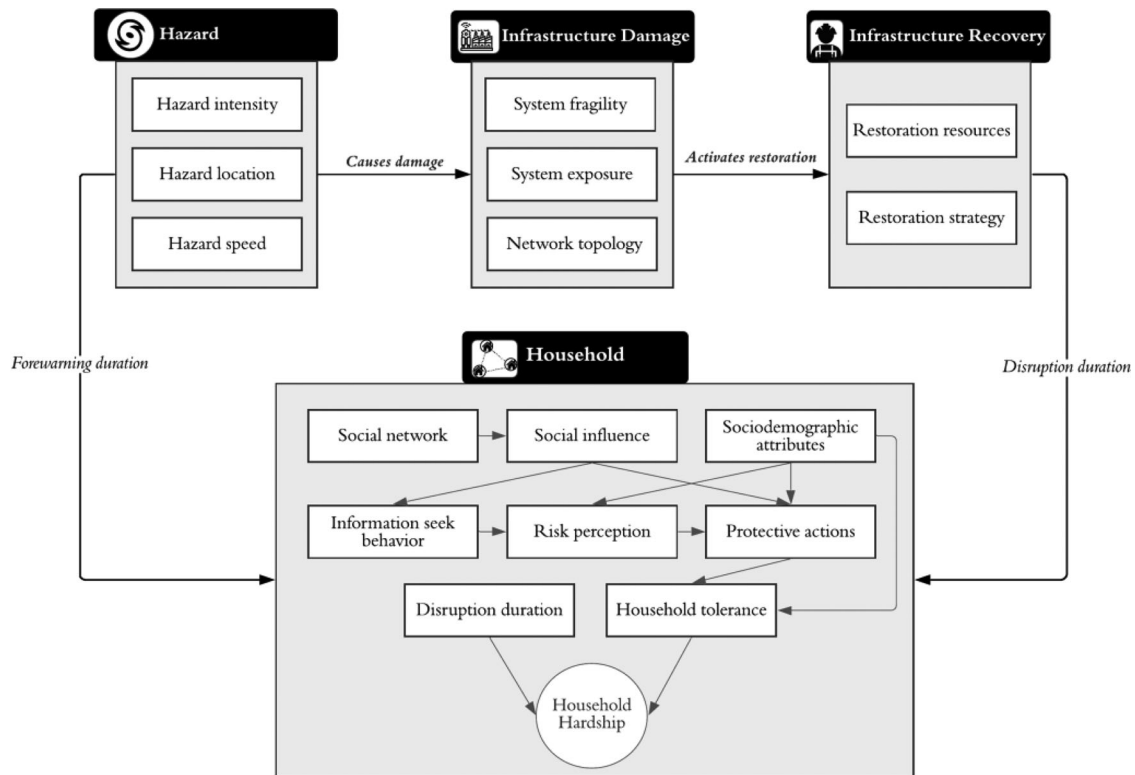 Hazard
Infrastructure Damage
Infrastructure Recovery
Hazard intensity
System fragility
Restoration resources
Causes damage
Activates restoration
Hazard location
System exposure
Restoration strategy
Hazard speed
Network topology
Forewarning duration
Household
Disruption duration
Social network
Social influence
Sociodemographic
attributes
Information seek
behavior
Risk perception
Protective actions
Disruption duration
Household tolerance
Household
Hardship